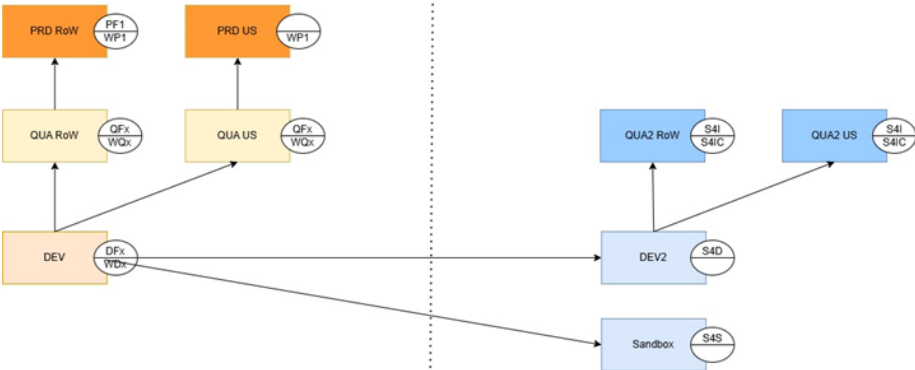 PRD RoW
PF1
WP1
PRD US
WP1
QUA RoW
QFx
WQx
QUA US
QFx
WQx
QUA2 RoW
S4I
S4IC
QUA2 US
S4I
S4IC
DEV
DFx
WDx
DEV2
S4D
Sandbox
S4S